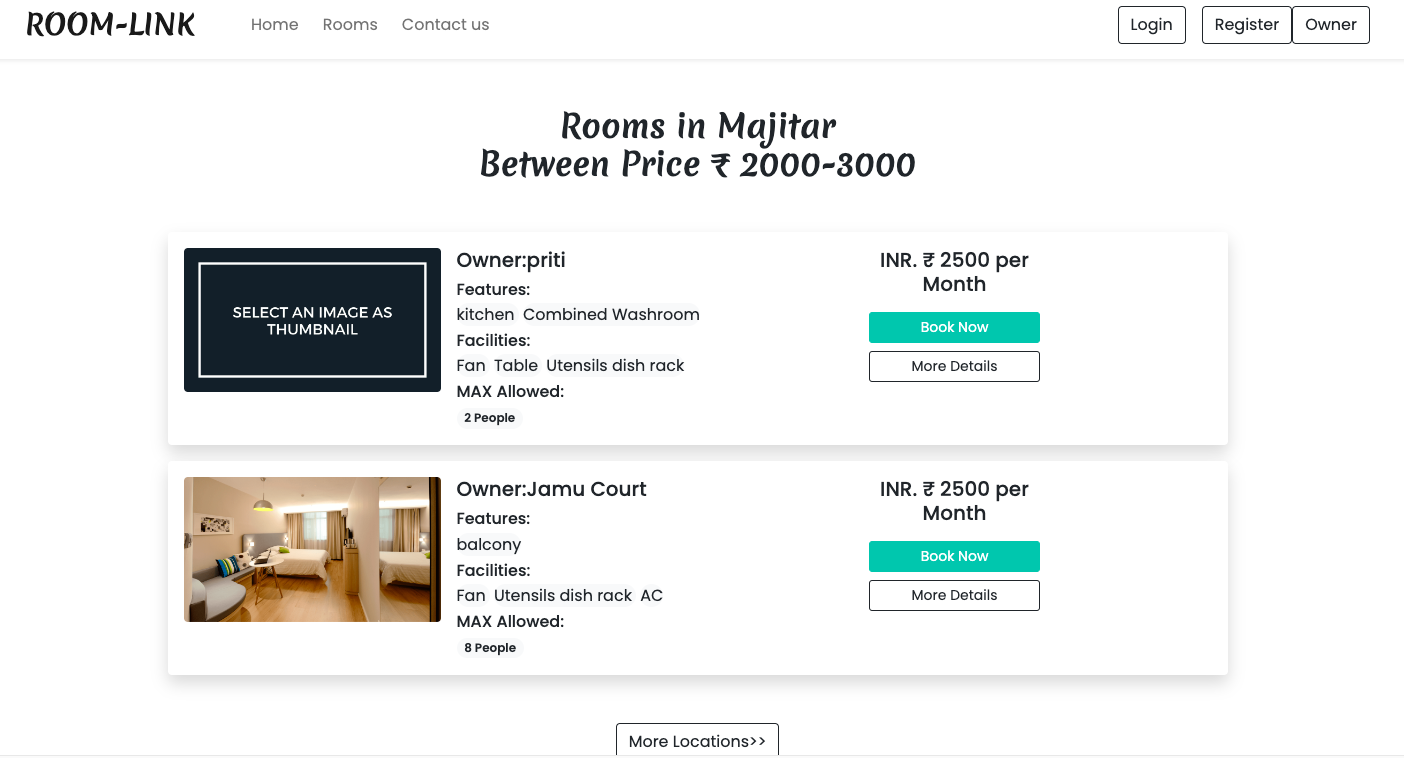 ROOM-LINK
Home Rooms Contact us
Login Register Owner
Rooms in Majitar
Between Price ₹ 2000-3000
SELECT AN IMAGE AS
THUMBNAIL
Owner:priti
Features:
kitchen Combined Washroom
Facilities:
Fan Table Utensils dish rack
MAX Allowed:
2 People
INR. ₹ 2500 per
Month
Book Now
More Details
Owner:Jamu Court
Features:
balcony
Facilities:
Fan Utensils dish rack AC
MAX Allowed:
8 People
INR. ₹ 2500 per
Month
Book Now
More Details
More Locations>>